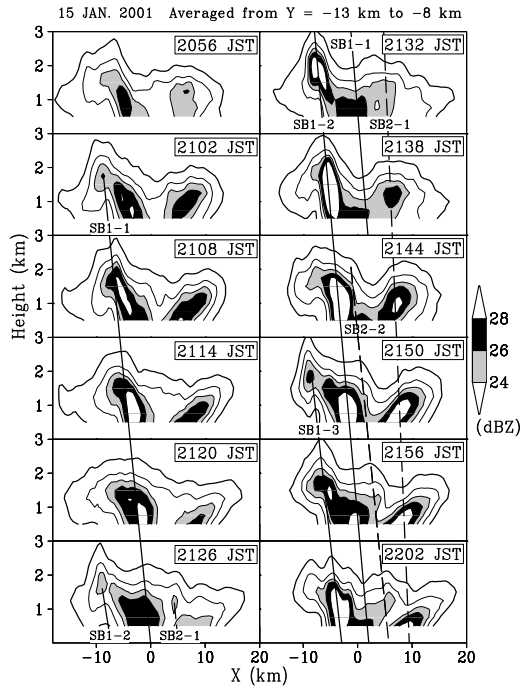 15 JAN. 2001 Averaged from Y = −13 km to −8 km
3 2056 JST SB1−1 2132 JST
2
1
SB1−2 SB2−1
3 2102 JST 2138 JST
2
1
SB1−1
3 2108 JST 2144 JST
2
1
SB2−2
3 2114 JST 2150 JST
2
1
SB1−3
3 2120 JST 2156 JST
2
1
3 2126 JST 2202 JST
2
1
SB1−2 SB2−1
−10 0 10 20 −10 0 10 20
X (km) X (km)
Height (km)
28
26
24
(dBZ)